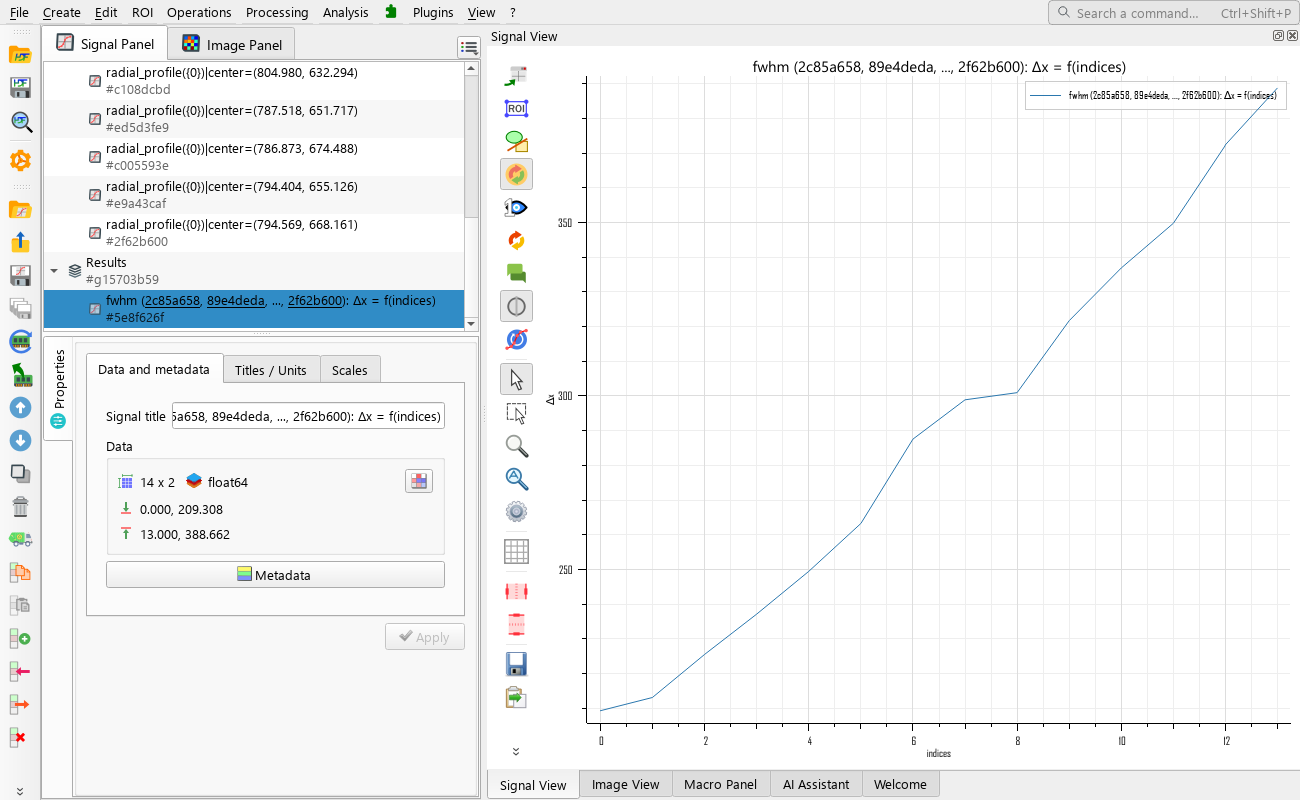 File Create Edit ROI Operations Processing Analysis Plugins View ? Search a command... Ctrl+Shift+P
Signal Panel Image Panel
radial_profile({0})|center=(804.980, 632.294)
#c108dcbd
radial_profile({0})|center=(787.518, 651.717)
#ed5d3fe9
radial_profile({0})|center=(786.873, 674.488)
#c005593e
radial_profile({0})|center=(794.404, 655.126)
#e9a43caf
radial_profile({0})|center=(794.569, 668.161)
#2f62b600
Results
#g15703b59
fwhm (2c85a658, 89e4deda, ..., 2f62b600): Δx = f(indices)
#5e8f626f
Properties
Data and metadata Titles / Units Scales
Signal title 5a658, 89e4deda, ..., 2f62b600): Δx = f(indices)
Data
14 x 2 float64
0.000, 209.308
13.000, 388.662
Metadata
Apply
Signal View
ROI
fwhm (2c85a658, 89e4deda, ..., 2f62b600): Δx = f(indices)
fwhm (2c85a658, 89e4deda, ..., 2f62b600): Δx = f(indices)
350
300
250
Δx
0 2 4 6 8 10 12
indices
Signal View Image View Macro Panel AI Assistant Welcome